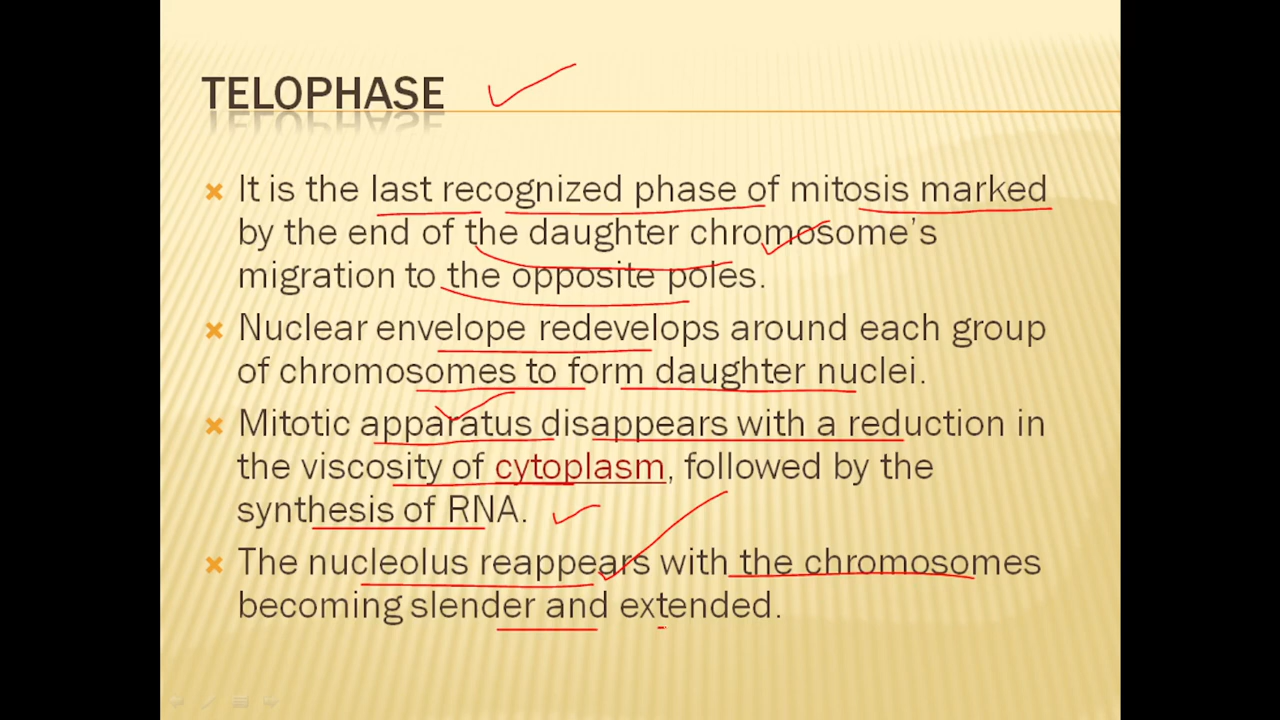 TELOPHASE
It is the last recognized phase of mitosis marked
by the end of the daughter chromosome’s
migration to the opposite poles.
Nuclear envelope redevelops around each group
of chromosomes to form daughter nuclei.
Mitotic apparatus disappears with a reduction in
the viscosity of cytoplasm, followed by the
synthesis of RNA.
The nucleolus reappears with the chromosomes
becoming slender and extended.